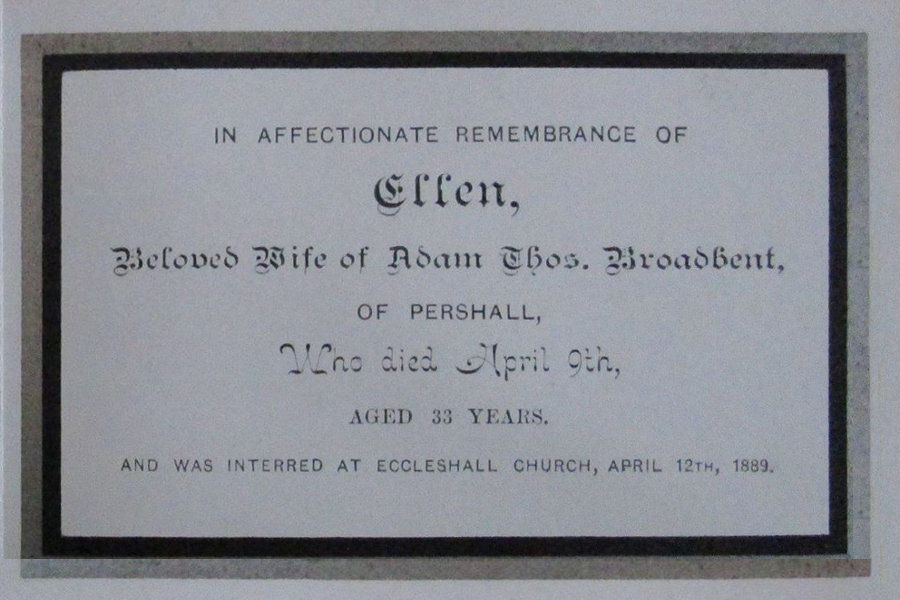 IN AFFECTIONATE REMEMBRANCE OF
Ellen,
Beloved Wife of Adam Thos. Broadbent,
OF PERSHALL,
Who died April 9th,
AGED 33 YEARS.
AND WAS INTERRED AT ECCLESHALL CHURCH, APRIL 12TH, 1889.